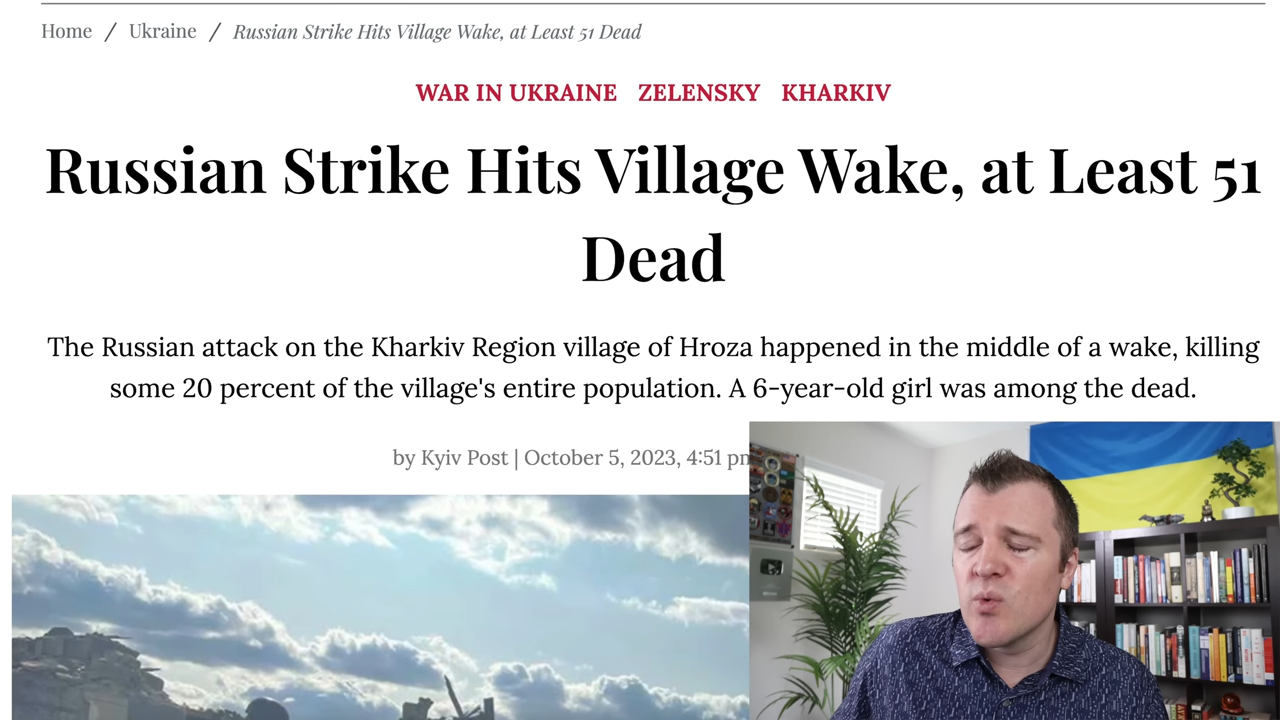 Home / Ukraine / Russian Strike Hits Village Wake, at Least 51 Dead
WAR IN UKRAINE ZELENSKY KHARKIV
Russian Strike Hits Village Wake, at Least 51
Dead
The Russian attack on the Kharkiv Region village of Hroza happened in the middle of a wake, killing
some 20 percent of the village's entire population. A 6-year-old girl was among the dead.
by Kyiv Post | October 5, 2023, 4:51 pm